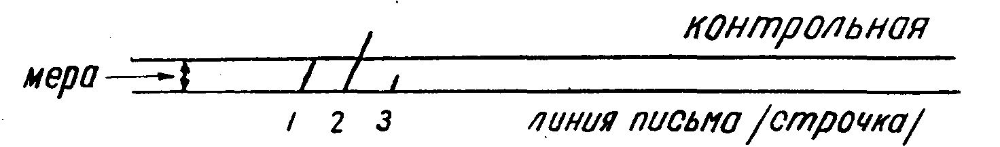 контрольная
мера
1 2 3 линия письма /строчка/